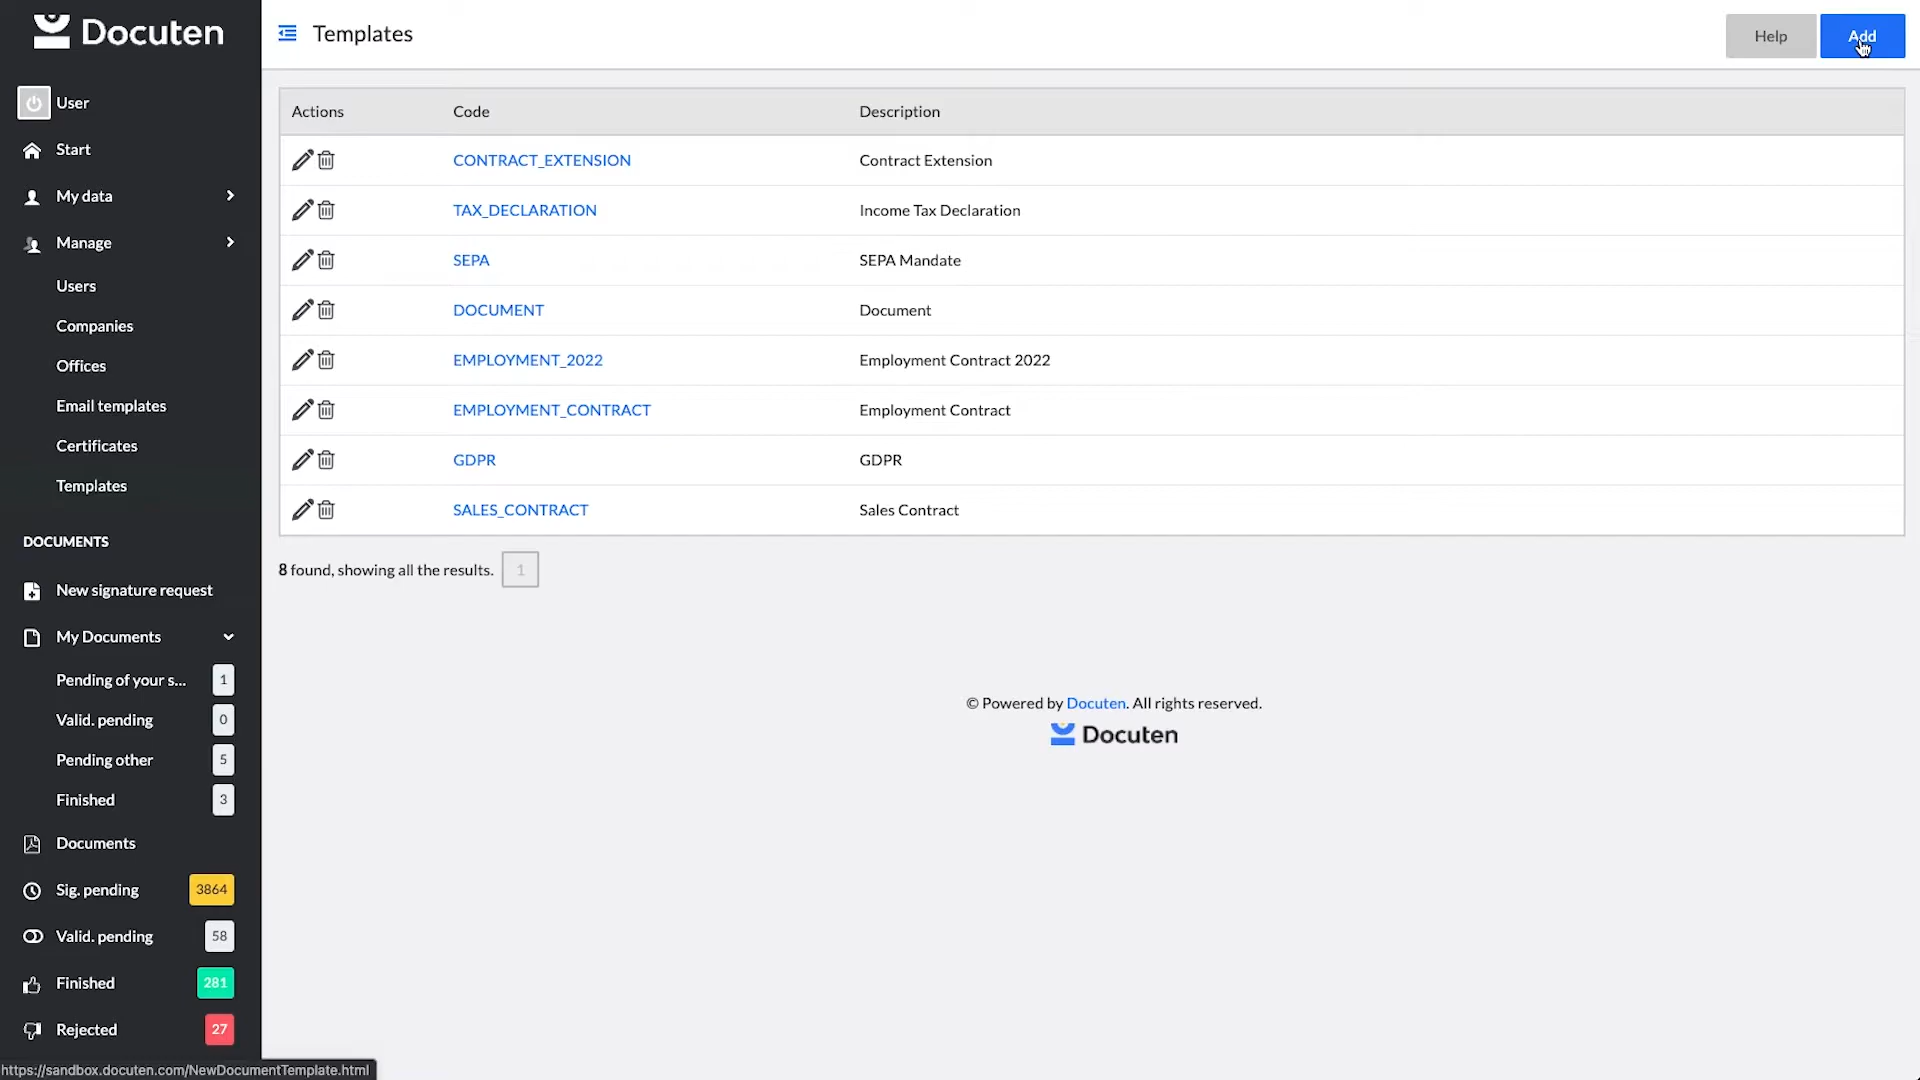 Docuten
User
Start
My data
Manage
Users
Companies
Offices
Email templates
Certificates
Templates
DOCUMENTS
New signature request
My Documents
Pending of your s... 1
Valid. pending 0
Pending other 5
Finished 3
Documents
Sig. pending 3864
Valid. pending 58
Finished 281
Rejected 27
https://sandbox.docuten.com/NewDocumentTemplate.html
Templates
Help Add
Actions Code Description
CONTRACT_EXTENSION Contract Extension
TAX_DECLARATION Income Tax Declaration
SEPA SEPA Mandate
DOCUMENT Document
EMPLOYMENT_2022 Employment Contract 2022
EMPLOYMENT_CONTRACT Employment Contract
GDPR GDPR
SALES_CONTRACT Sales Contract
8 found, showing all the results. 1
© Powered by Docuten. All rights reserved.
Docuten